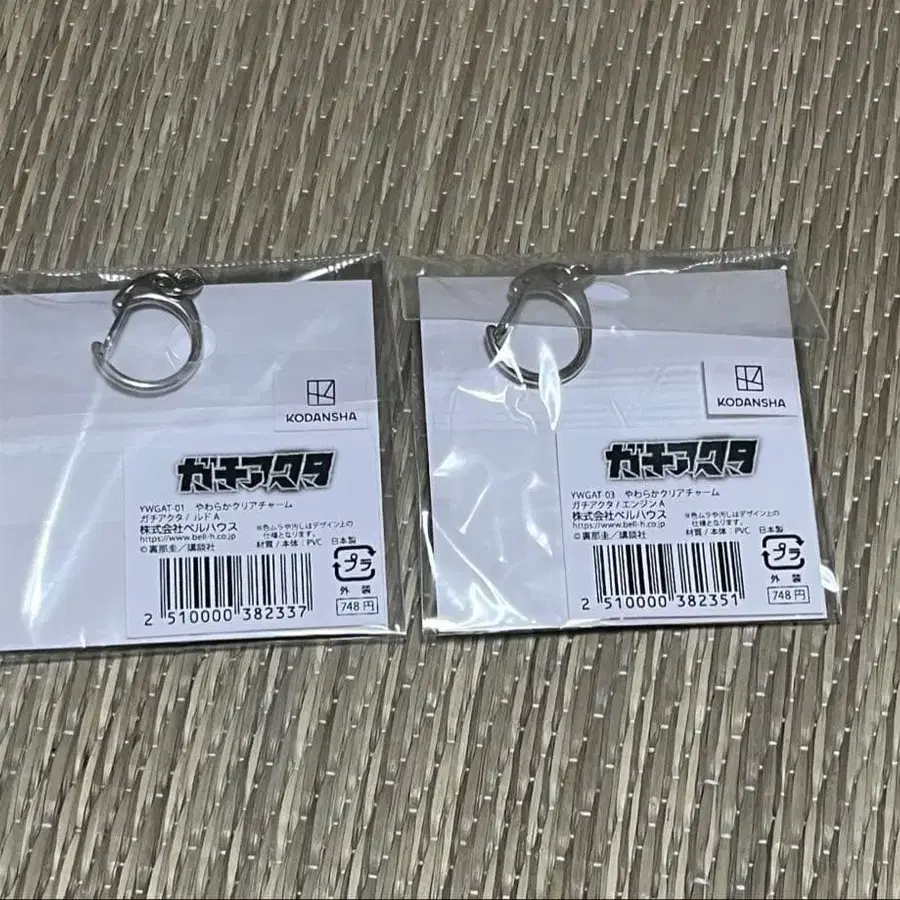 KODANSHA
ガチアクタ
YWGAT-01 やわらかクリアチャーム
ガチアクタ / ルドA
株式会社ベルハウス
https://www.bell-h.co.jp
©裏那圭／講談社
※色ムラや汚しはデザイン上の
仕様となります。
材質 / 本体：PVC 日本製
プラ
外装
748 円
2 510000 382337
KODANSHA
ガチアクタ
YWGAT-03 やわらかクリアチャーム
ガチアクタ / エンジンA
株式会社ベルハウス
https://www.bell-h.co.jp
©裏那圭／講談社
※色ムラや汚しはデザイン上の
仕様となります。
材質 / 本体：PVC 日本製
プラ
外装
748 円
2 510000 382351